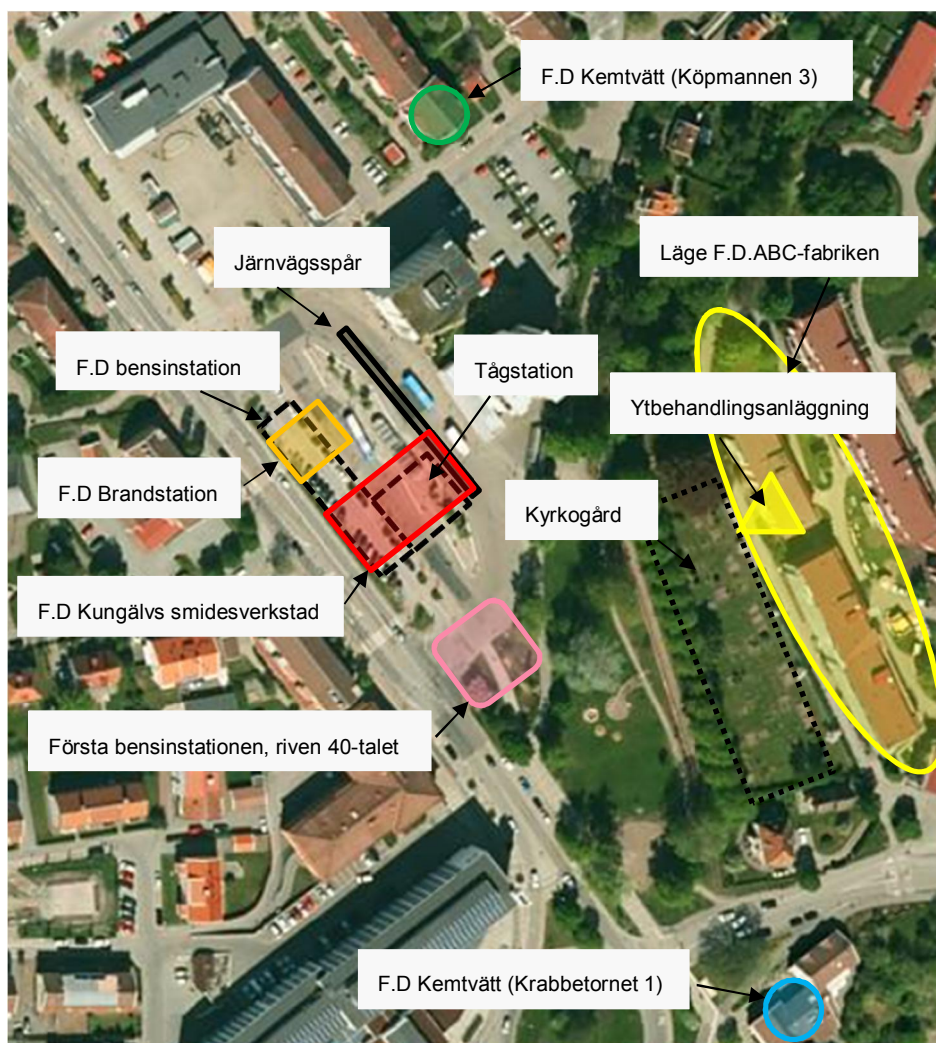 F.D Kemtvätt (Köpmannen 3)
Järnvägsspår
Läge F.D.ABC-fabriken
F.D bensinstation
Tågstation
Ytbehandlingsanläggning
F.D Brandstation
Kyrkogård
F.D Kungälvs smidesverkstad
Första bensinstationen, riven 40-talet
F.D Kemtvätt (Krabbetornet 1)